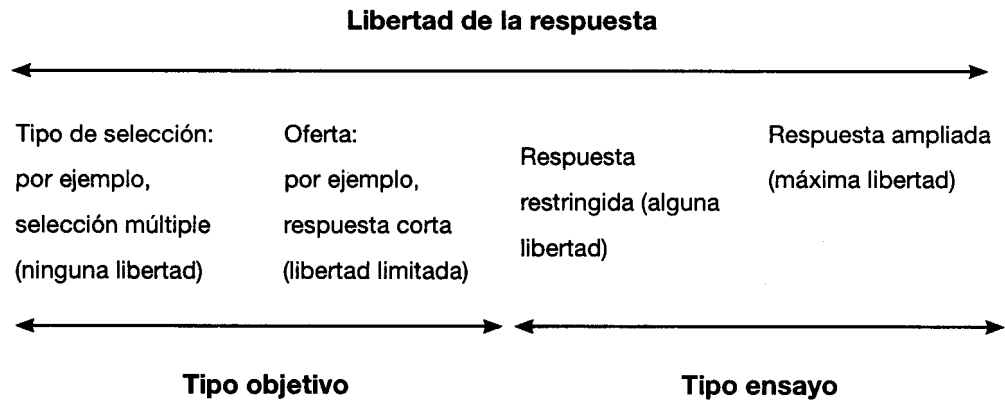 Libertad de la respuesta
Tipo de selección:
por ejemplo,
selección múltiple
(ninguna libertad)
Oferta:
por ejemplo,
respuesta corta
(libertad limitada)
Respuesta
restringida (alguna
libertad)
Respuesta ampliada
(máxima libertad)
Tipo objetivo
Tipo ensayo